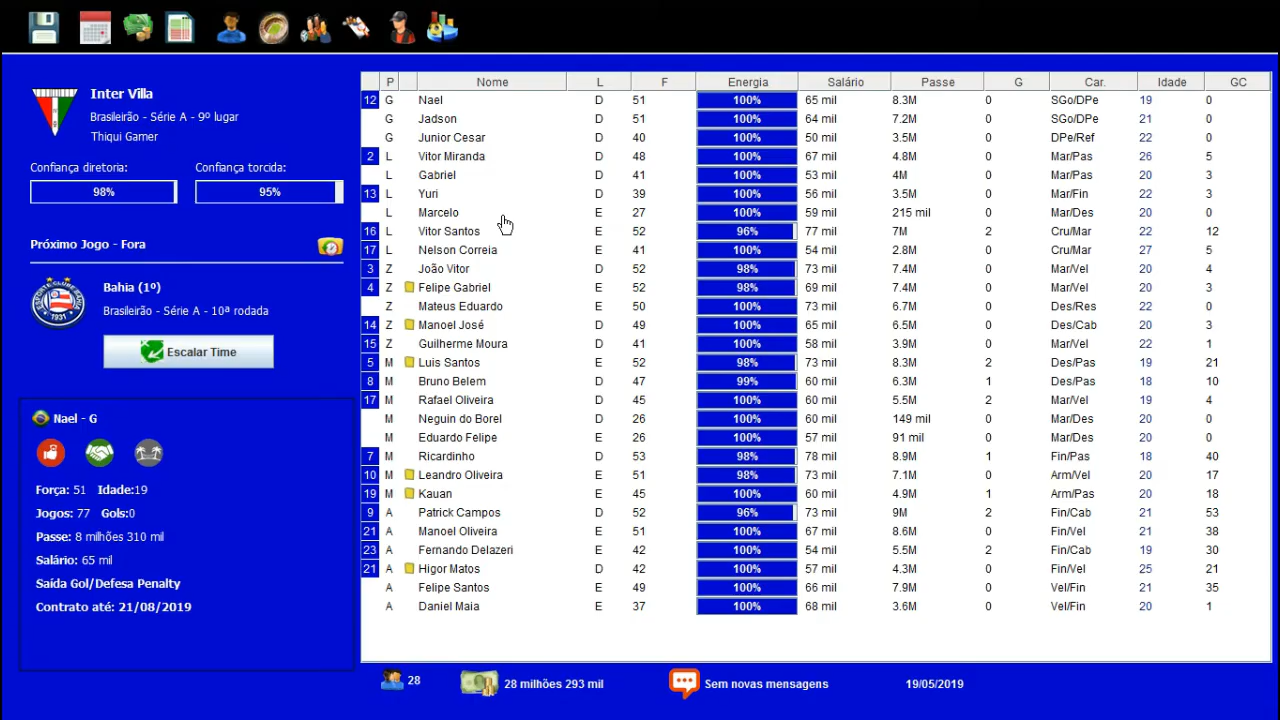 Inter Villa
Brasileirão - Série A - 9º lugar
Thiqui Gamer
Confiança diretoria: Confiança torcida:
98% 95%
Próximo Jogo - Fora
ESPORTE CLUBE BAHIA
1931
Bahia (1º)
Brasileirão - Série A - 10ª rodada
Escalar Time
Nael - G
Força: 51 Idade:19
Jogos: 77 Gols:0
Passe: 8 milhões 310 mil
Salário: 65 mil
Saída Gol/Defesa Penalty
Contrato até: 21/08/2019
P Nome L F Energia Salário Passe G Car. Idade GC
12 G Nael D 51 100% 65 mil 8.3M 0 SGo/DPe 19 0
G Jadson D 51 100% 64 mil 7.2M 0 SGo/DPe 21 0
G Junior Cesar D 40 100% 50 mil 3.5M 0 DPe/Ref 22 0
2 L Vitor Miranda D 48 100% 67 mil 4.8M 0 Mar/Pas 26 5
L Gabriel D 41 100% 53 mil 4M 0 Mar/Pas 20 3
13 L Yuri D 39 100% 56 mil 3.5M 0 Mar/Fin 22 3
L Marcelo E 27 100% 59 mil 215 mil 0 Mar/Des 20 0
16 L Vitor Santos E 52 96% 77 mil 7M 2 Cru/Mar 22 12
17 L Nelson Correia E 41 100% 54 mil 2.8M 0 Cru/Mar 27 5
3 Z João Vitor D 52 98% 73 mil 7.4M 0 Mar/Vel 20 4
4 Z Felipe Gabriel E 52 98% 69 mil 7.4M 0 Mar/Vel 20 3
Z Mateus Eduardo E 50 100% 73 mil 6.7M 0 Des/Res 22 0
14 Z Manoel José D 49 100% 65 mil 6.5M 0 Des/Cab 20 3
15 Z Guilherme Moura D 41 100% 58 mil 3.9M 0 Mar/Vel 22 1
5 M Luis Santos E 52 98% 73 mil 8.3M 2 Des/Pas 19 21
8 M Bruno Belem D 47 99% 60 mil 6.3M 1 Des/Pas 18 10
17 M Rafael Oliveira D 45 100% 60 mil 5.5M 2 Mar/Vel 19 4
M Neguin do Borel D 26 100% 60 mil 149 mil 0 Mar/Des 20 0
M Eduardo Felipe E 26 100% 57 mil 91 mil 0 Mar/Des 20 0
7 M Ricardinho D 53 98% 78 mil 8.9M 1 Fin/Pas 18 40
10 M Leandro Oliveira E 51 98% 73 mil 7.1M 0 Arm/Vel 20 17
19 M Kauan E 45 100% 60 mil 4.9M 1 Arm/Pas 20 18
9 A Patrick Campos D 52 96% 73 mil 9M 2 Fin/Cab 21 53
21 A Manoel Oliveira E 51 100% 67 mil 8.6M 0 Fin/Vel 21 38
23 A Fernando Delazeri E 42 100% 54 mil 5.5M 2 Fin/Cab 19 30
21 A Higor Matos D 42 100% 57 mil 4.3M 0 Fin/Vel 25 21
A Felipe Santos E 49 100% 66 mil 7.9M 0 Vel/Fin 21 35
A Daniel Maia E 37 100% 68 mil 3.6M 0 Vel/Fin 20 1
28 28 milhões 293 mil Sem novas mensagens 19/05/2019